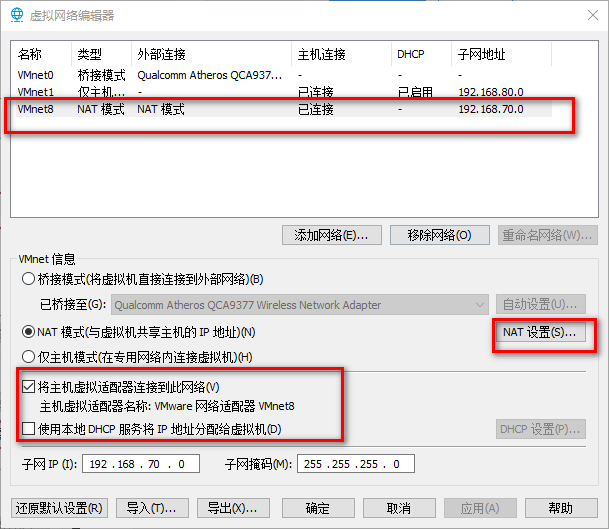 虚拟网络编辑器
名称 类型 外部连接 主机连接 DHCP 子网地址
VMnet0 桥接模式 Qualcomm Atheros QCA937... - - -
VMnet1 仅主机... - 已连接 已启用 192.168.80.0
VMnet8 NAT 模式 NAT 模式 已连接 - 192.168.70.0
添加网络(E)... 移除网络(O) 重命名网络(W)...
VMnet 信息
桥接模式(将虚拟机直接连接到外部网络)(B)
已桥接至(G): Qualcomm Atheros QCA9377 Wireless Network Adapter 自动设置(U)...
NAT 模式(与虚拟机共享主机的 IP 地址)(N) NAT 设置(S)...
仅主机模式(在专用网络内连接虚拟机)(H)
将主机虚拟适配器连接到此网络(V)
主机虚拟适配器名称: VMware 网络适配器 VMnet8
使用本地 DHCP 服务将 IP 地址分配给虚拟机(D) DHCP 设置(P)...
子网 IP (I): 192 .168 . 70 . 0 子网掩码(M): 255 .255 .255 . 0
还原默认设置(R) 导入(T)... 导出(X)... 确定 取消 应用(A) 帮助